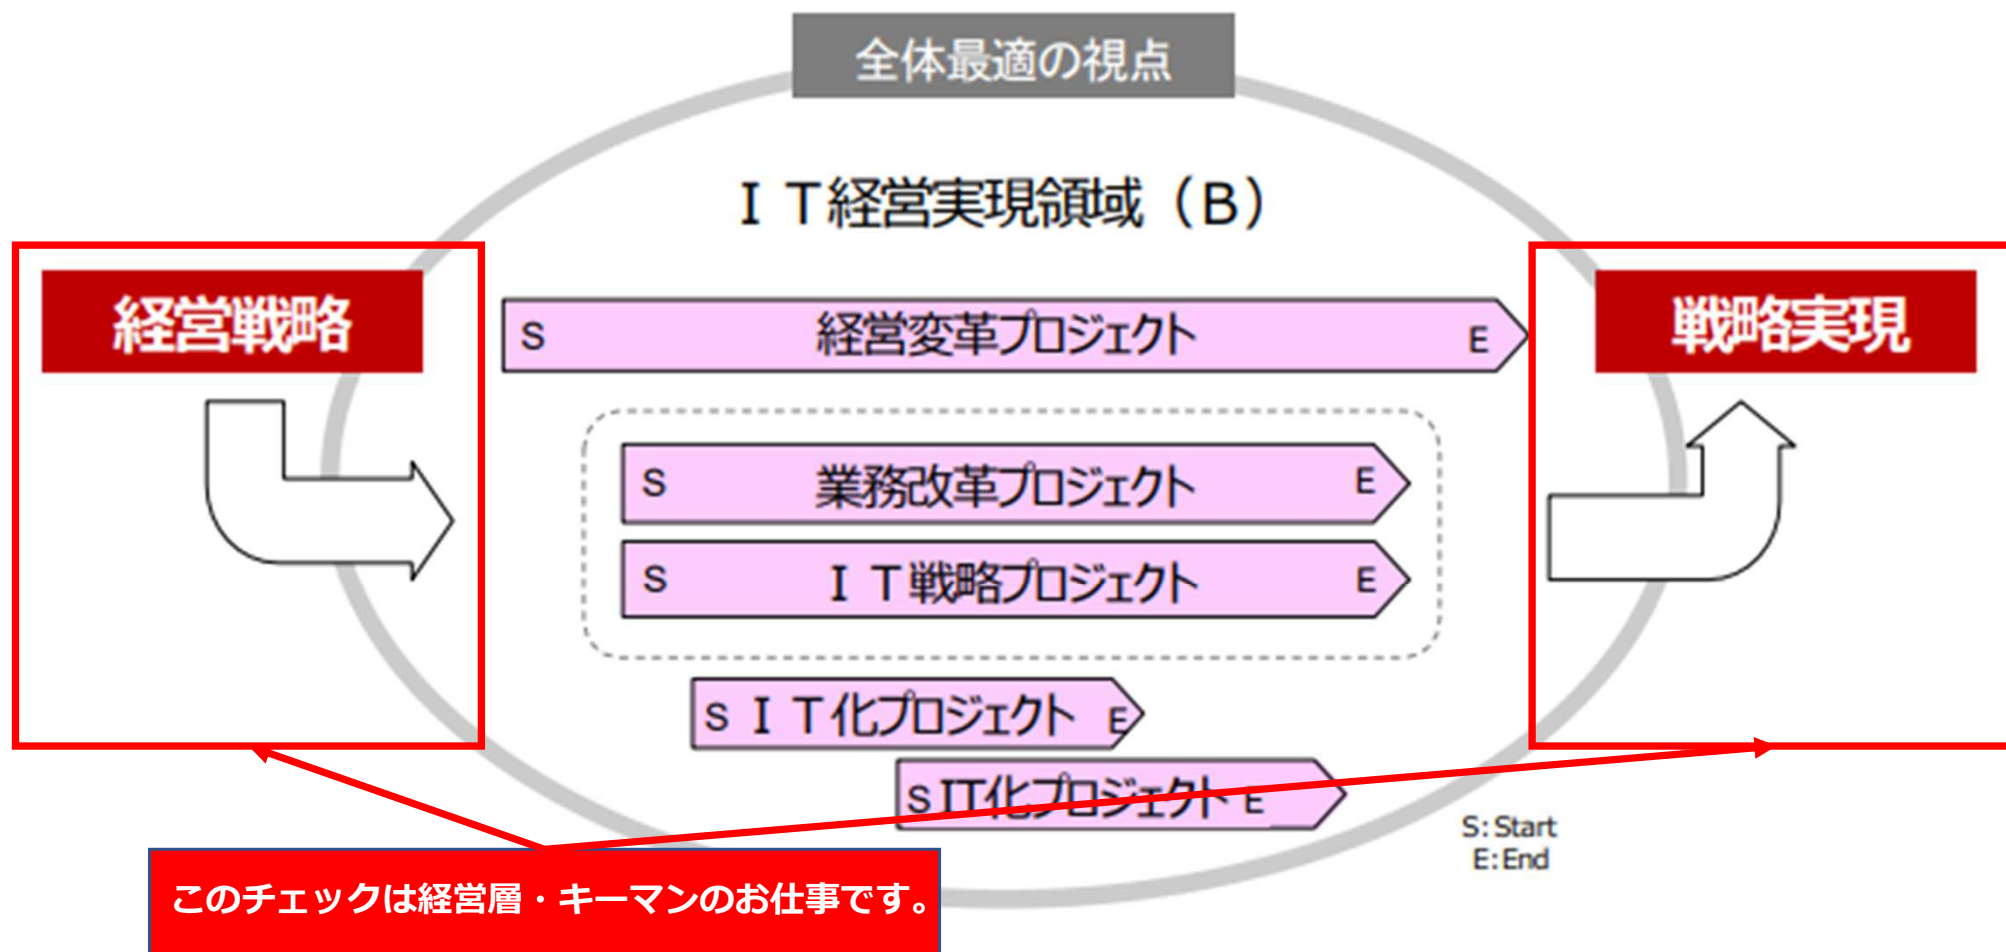 全体最適の視点
ＩＴ経営実現領域（B）
経営戦略
戦略実現
S 経営変革プロジェクト E
S 業務改革プロジェクト E
S ＩＴ戦略プロジェクト E
S ＩＴ化プロジェクト E
S IT化プロジェクト E
S:Start
E:End
このチェックは経営層・キーマンのお仕事です。